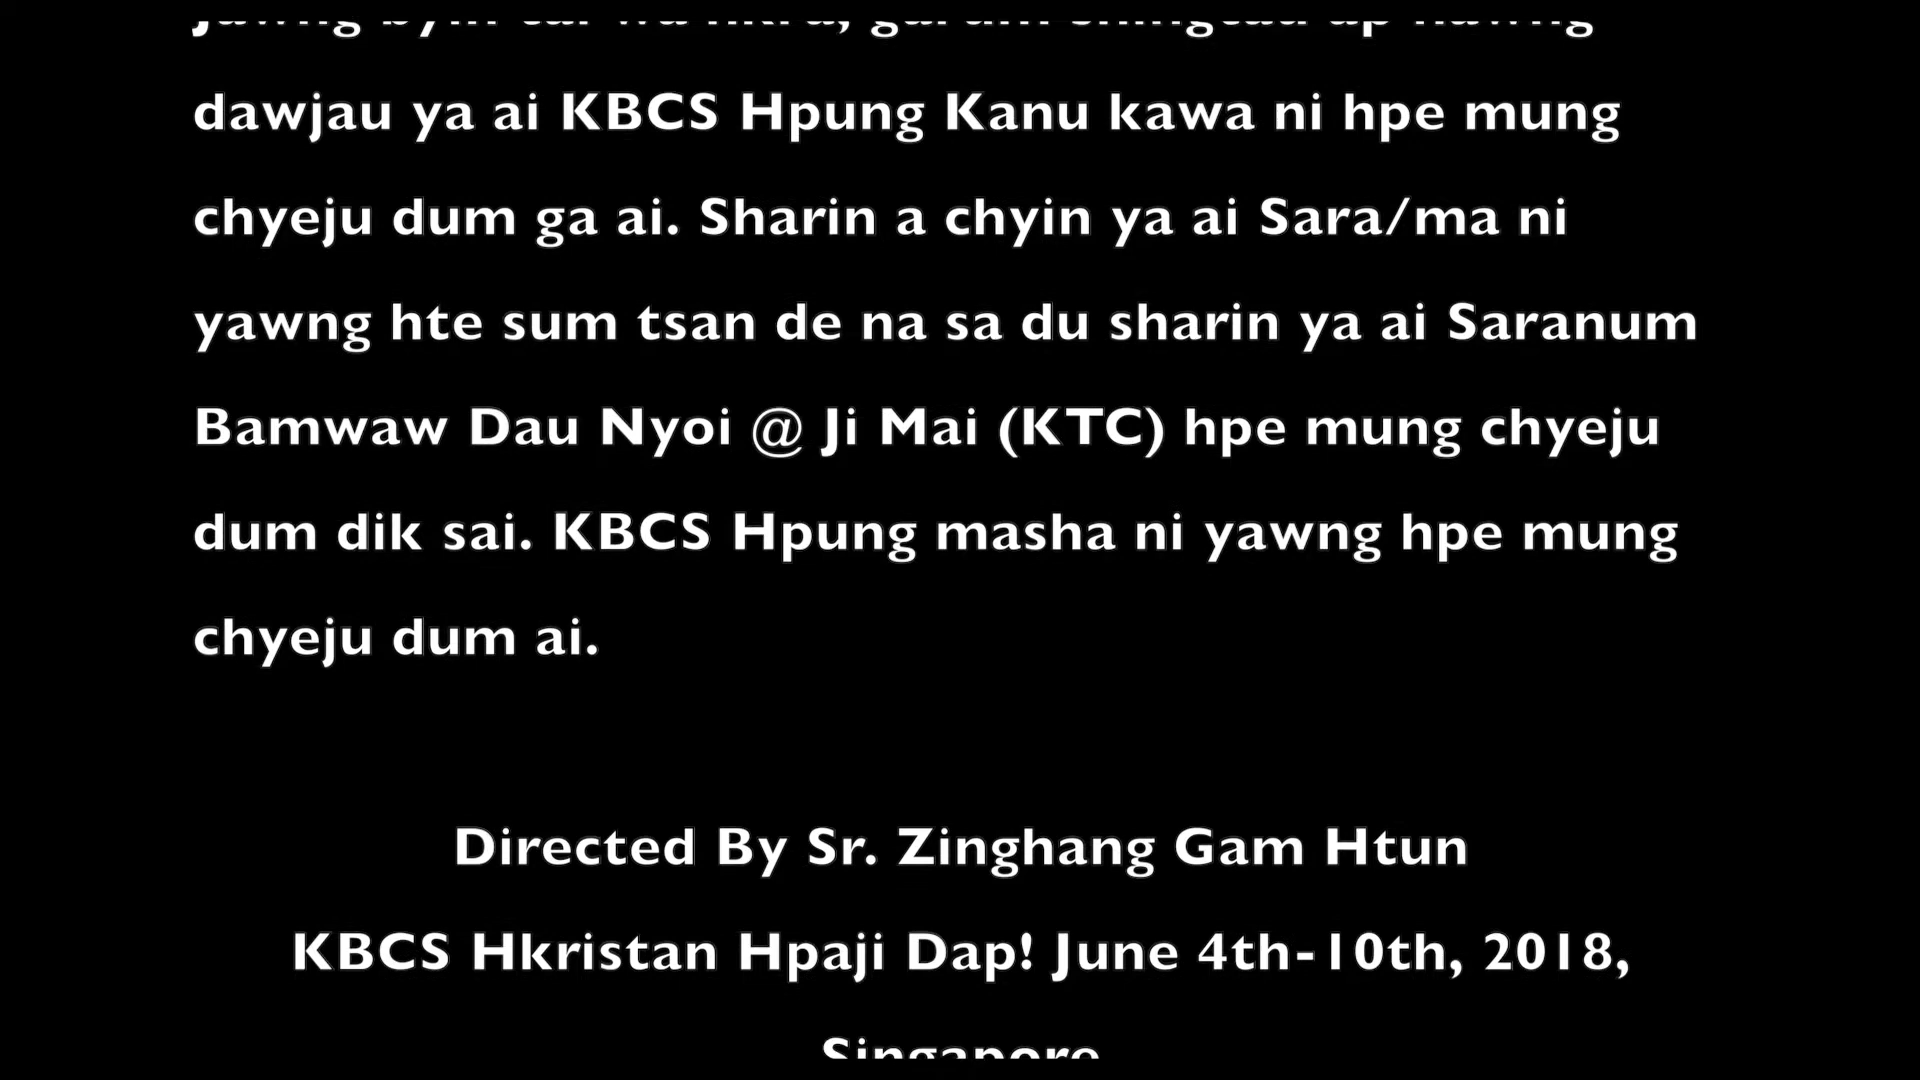 dawjau ya ai KBCS Hpung Kanu kawa ni hpe mung
chyeju dum ga ai. Sharin a chyin ya ai Sara/ma ni
yawng hte sum tsan de na sa du sharin ya ai Saranum
Bamwaw Dau Nyoi @ Ji Mai (KTC) hpe mung chyeju
dum dik sai. KBCS Hpung masha ni yawng hpe mung
chyeju dum ai.
Directed By Sr. Zinghang Gam Htun
KBCS Hkristan Hpaji Dap! June 4th-10th, 2018,
Singapore